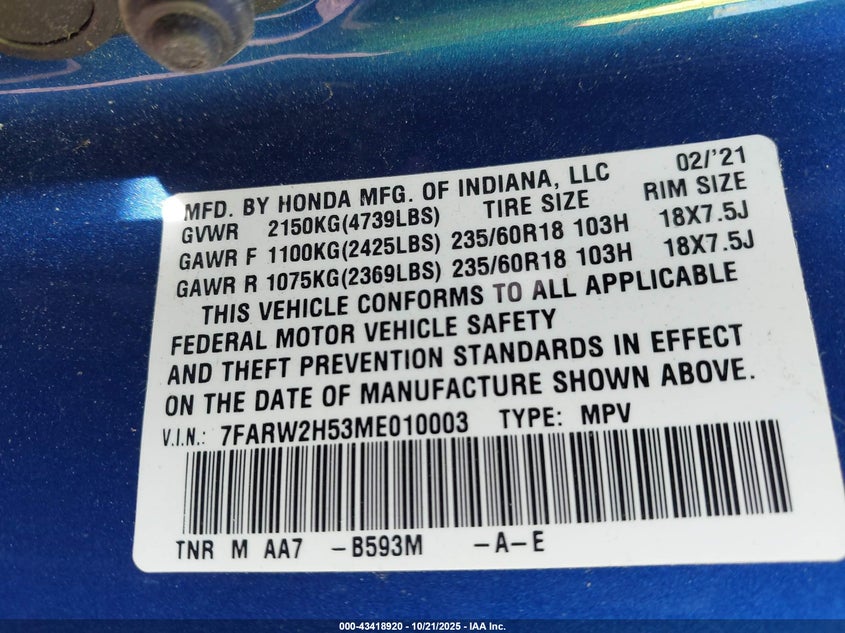 MFD. BY HONDA MFG. OF INDIANA, LLC 02/'21
GVWR 2150KG(4739LBS) TIRE SIZE RIM SIZE
GAWR F 1100KG(2425LBS) 235/60R18 103H 18X7.5J
GAWR R 1075KG(2369LBS) 235/60R18 103H 18X7.5J
THIS VEHICLE CONFORMS TO ALL APPLICABLE
FEDERAL MOTOR VEHICLE SAFETY
AND THEFT PREVENTION STANDARDS IN EFFECT
ON THE DATE OF MANUFACTURE SHOWN ABOVE.
V.I.N.: 7FARW2H53ME010003 TYPE: MPV
TNR M AA7 -B593M -A-E
000-43418920 - 10/21/2025 - IAA Inc.